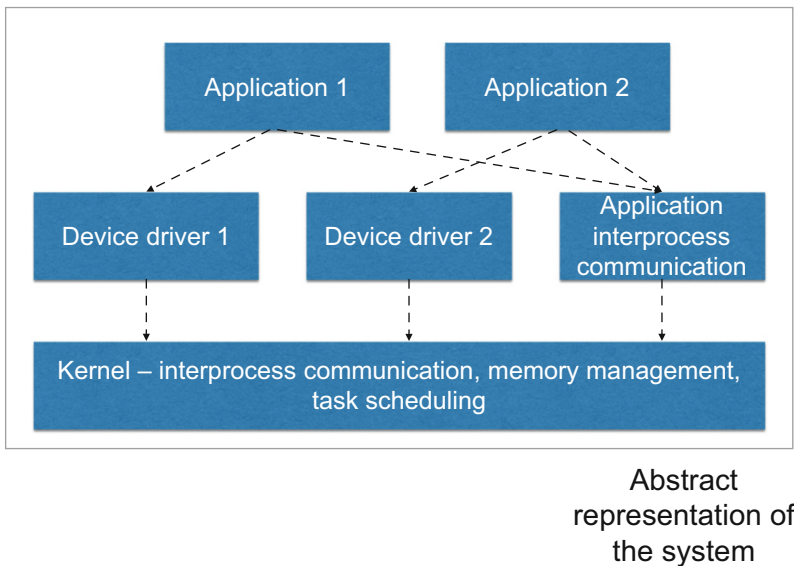 Application 1
Application 2
Device driver 1
Device driver 2
Application
interprocess
communication
Kernel – interprocess communication, memory management,
task scheduling
Abstract
representation of
the system